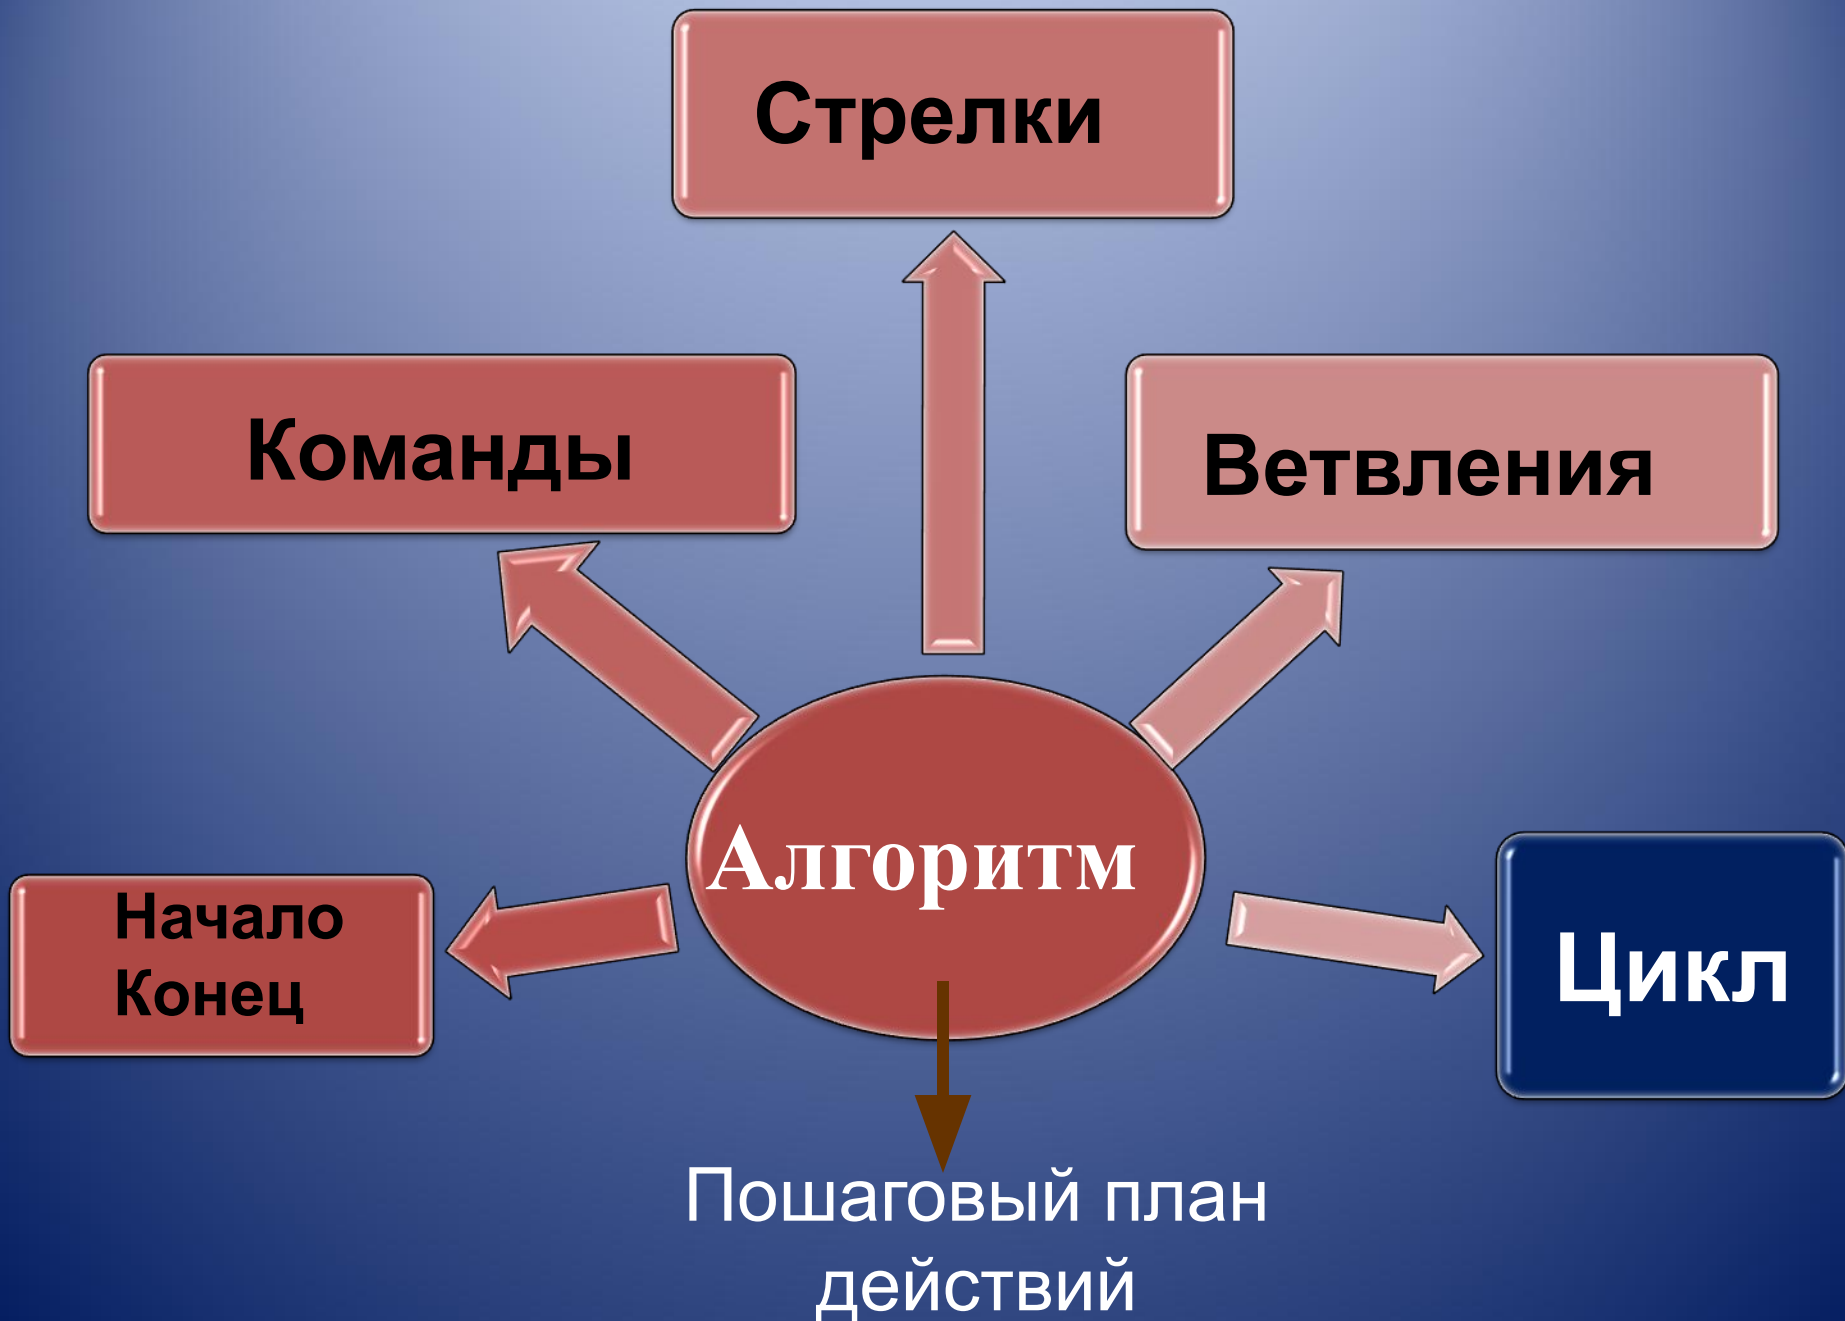 Стрелки
Команды
Ветвления
Алгоритм
Начало
Конец
Цикл
Пошаговый план
действий